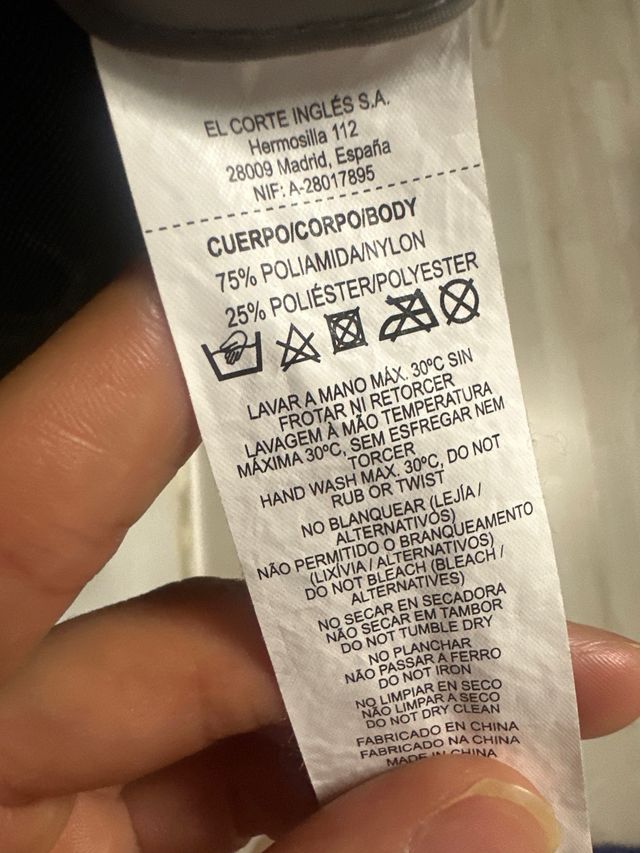 EL CORTE INGLÉS S.A.
Hermosilla 112
28009 Madrid, España
NIF: A-28017895
CUERPO/CORPO/BODY
75% POLIAMIDA/NYLON
25% POLIÉSTER/POLYESTER
LAVAR A MANO MÁX. 30ºC SIN
FROTAR NI RETORCER
LAVAGEM À MÃO TEMPERATURA
MÁXIMA 30ºC, SEM ESFREGAR NEM
TORCER
HAND WASH MAX. 30ºC, DO NOT
RUB OR TWIST
NO BLANQUEAR (LEJÍA /
ALTERNATIVOS)
NÃO PERMITIDO O BRANQUEAMENTO
(LIXÍVIA / ALTERNATIVOS)
DO NOT BLEACH (BLEACH /
ALTERNATIVES)
NO SECAR EN SECADORA
NÃO SECAR EM TAMBOR
DO NOT TUMBLE DRY
NO PLANCHAR
NÃO PASSAR A FERRO
DO NOT IRON
NO LIMPIAR EN SECO
NÃO LIMPAR A SECO
DO NOT DRY CLEAN
FABRICADO EN CHINA
FABRICADO NA CHINA
MADE IN CHINA